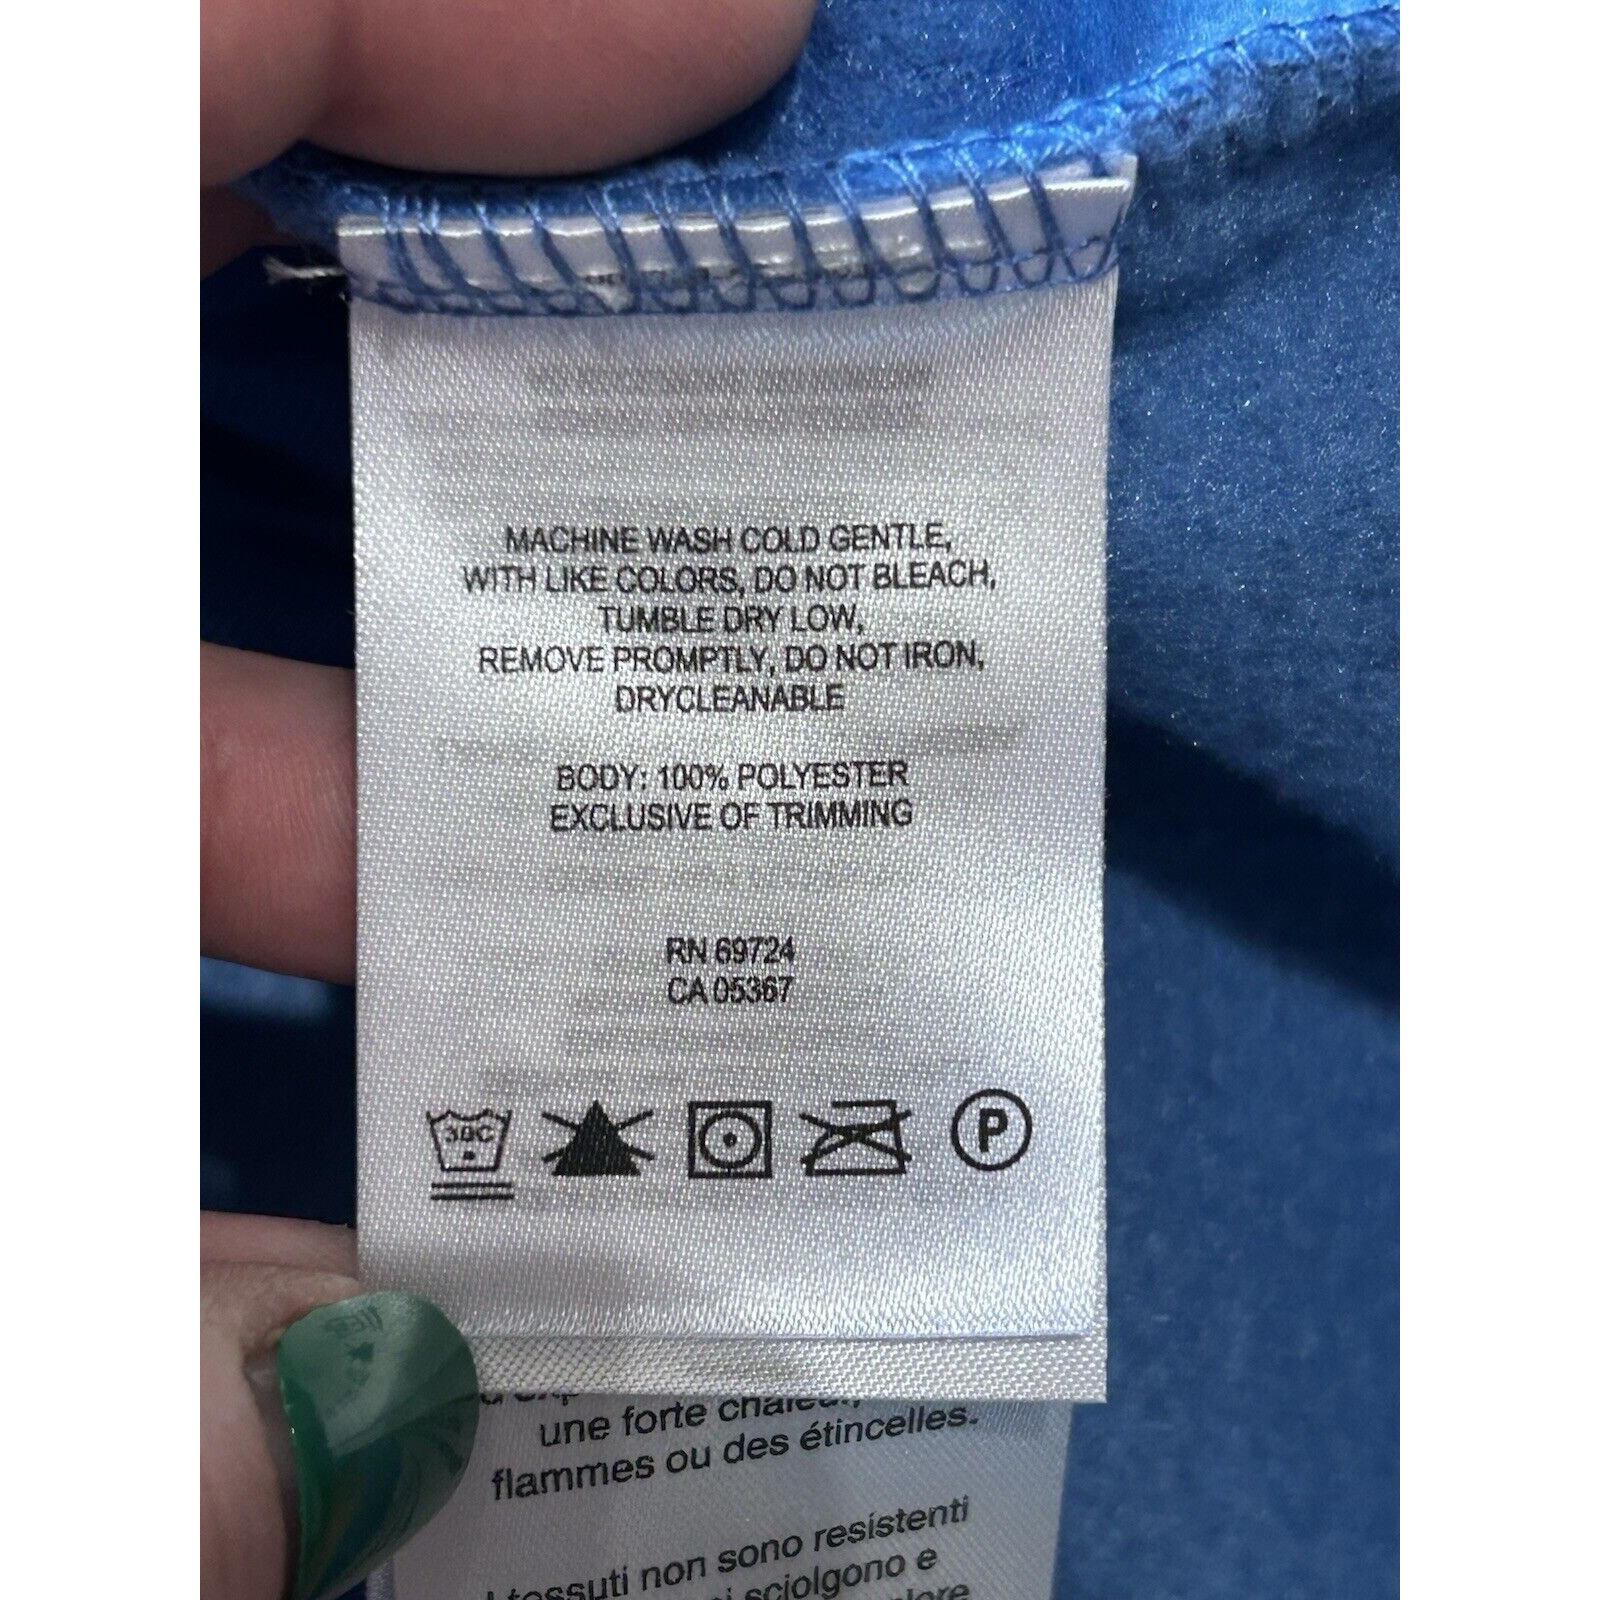 MACHINE WASH COLD GENTLE,
WITH LIKE COLORS, DO NOT BLEACH,
TUMBLE DRY LOW,
REMOVE PROMPTLY, DO NOT IRON,
DRYCLEANABLE
BODY: 100% POLYESTER
EXCLUSIVE OF TRIMMING
RN 69724
CA 05367
30C
P
une forte chaleur,
flammes ou des étincelles.
tessuti non sono resistenti
sciolgono e